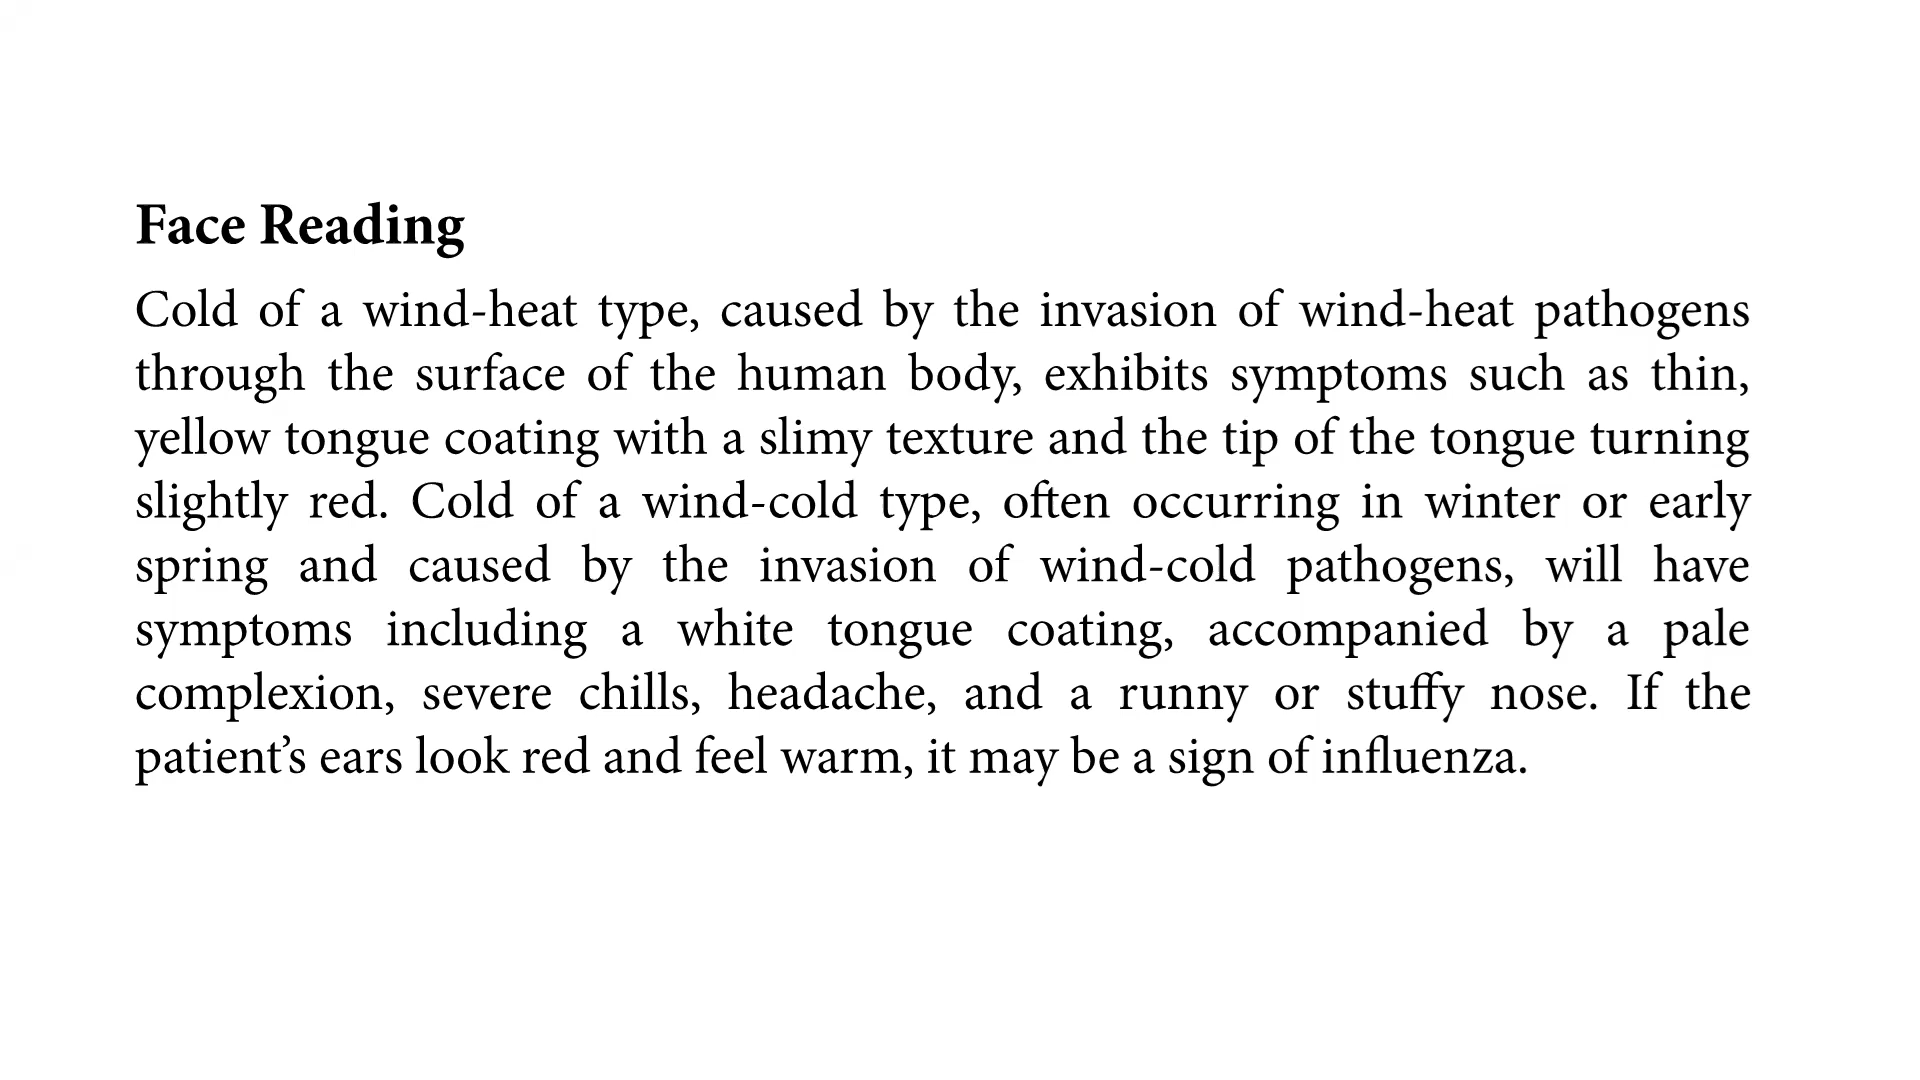 Face Reading
Cold of a wind-heat type, caused by the invasion of wind-heat pathogens
through the surface of the human body, exhibits symptoms such as thin,
yellow tongue coating with a slimy texture and the tip of the tongue turning
slightly red. Cold of a wind-cold type, often occurring in winter or early
spring and caused by the invasion of wind-cold pathogens, will have
symptoms including a white tongue coating, accompanied by a pale
complexion, severe chills, headache, and a runny or stuffy nose. If the
patient’s ears look red and feel warm, it may be a sign of influenza.